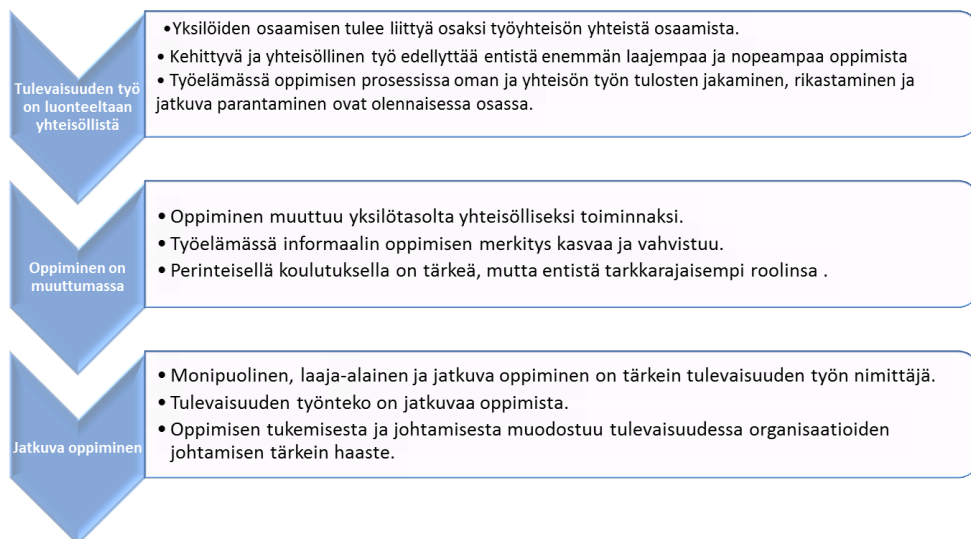 Tulevaisuuden työ
on luonteeltaan
yhteisöllistä
•Yksilöiden osaamisen tulee liittyä osaksi työyhteisön yhteistä osaamista.
• Kehittyvä ja yhteisöllinen työ edellyttää entistä enemmän laajempaa ja nopeampaa oppimista
• Työelämässä oppimisen prosessissa oman ja yhteisön työn tulosten jakaminen, rikastaminen ja
jatkuva parantaminen ovat olennaisessa osassa.
Oppiminen on
muuttumassa
• Oppiminen muuttuu yksilötasolta yhteisölliseksi toiminnaksi.
• Työelämässä informaalin oppimisen merkitys kasvaa ja vahvistuu.
• Perinteisellä koulutuksella on tärkeä, mutta entistä tarkkarajaisempi roolinsa .
Jatkuva oppiminen
• Monipuolinen, laaja-alainen ja jatkuva oppiminen on tärkein tulevaisuuden työn nimittäjä.
• Tulevaisuuden työnteko on jatkuvaa oppimista.
• Oppimisen tukemisesta ja johtamisesta muodostuu tulevaisuudessa organisaatioiden
johtamisen tärkein haaste.